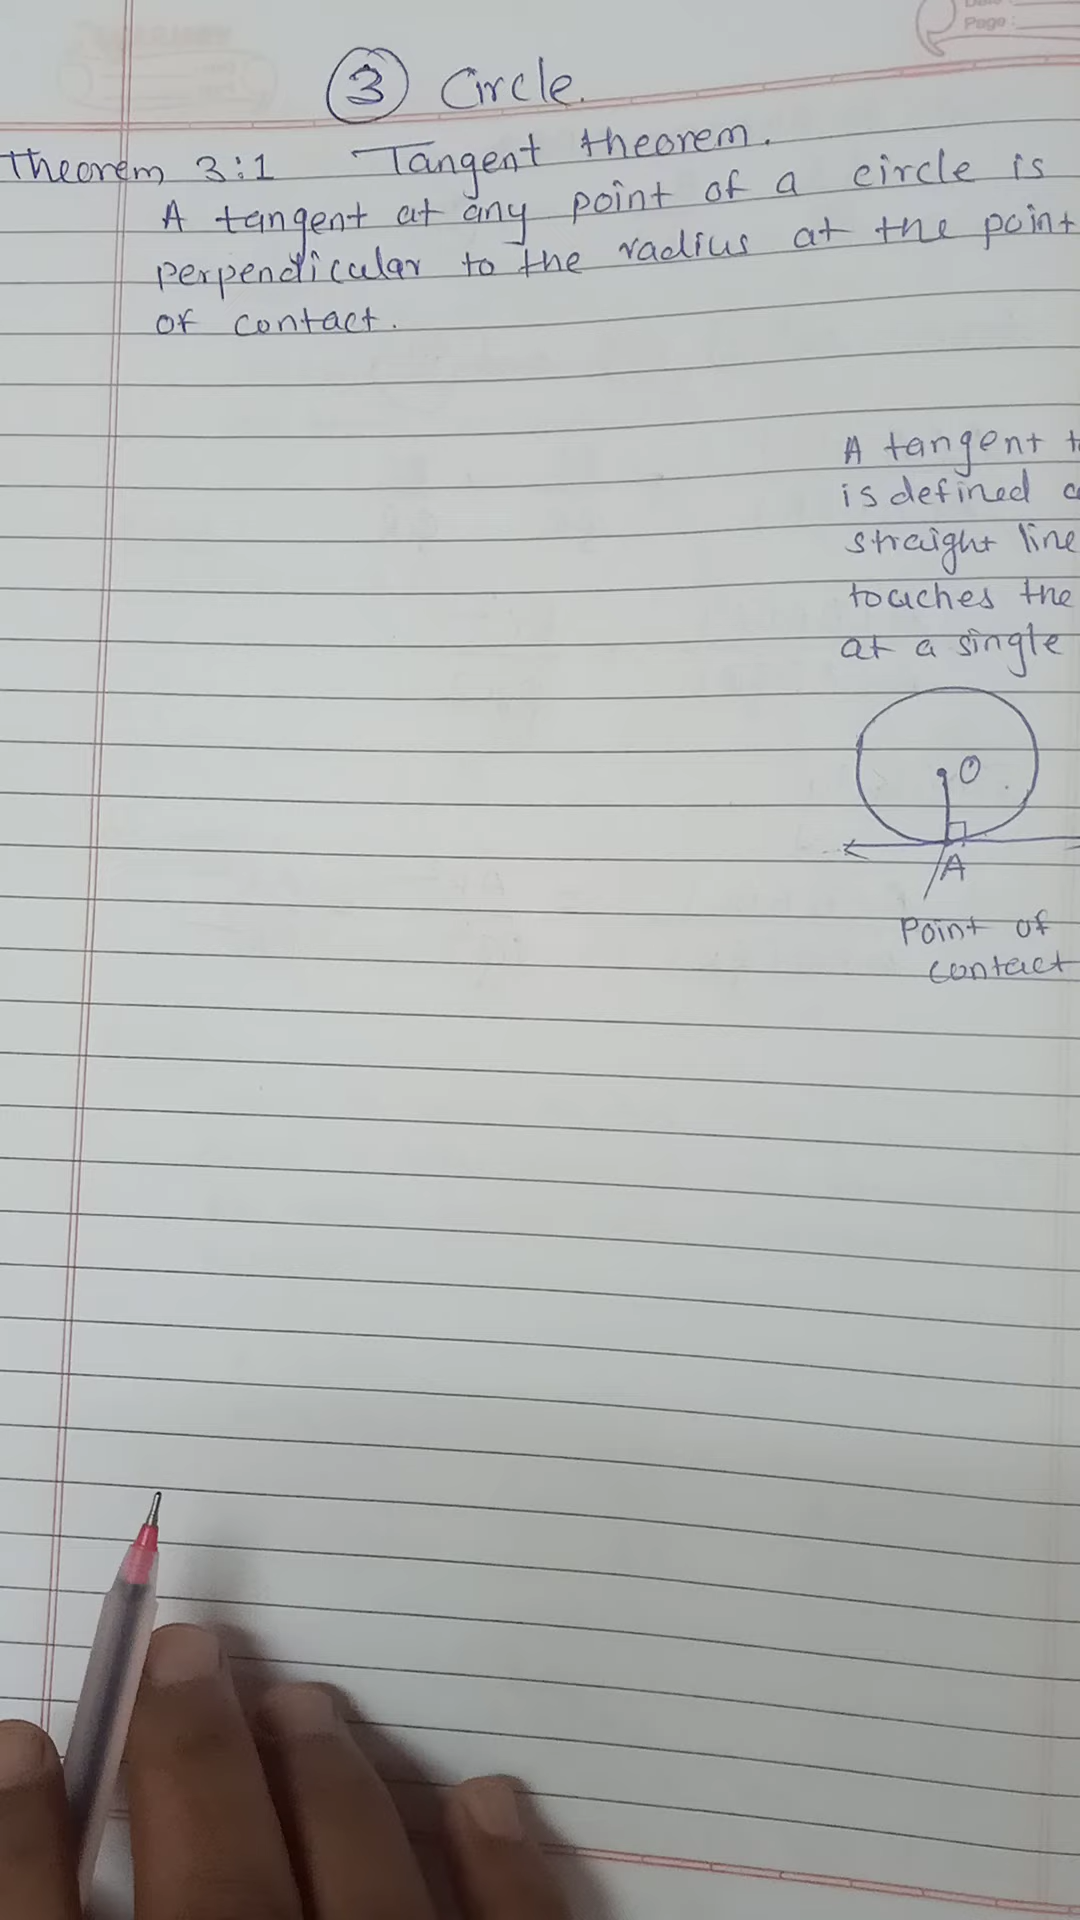 Page:
3 Circle.
Theorem 3:1 Tangent theorem.
A tangent at any point of a circle is
perpendicular to the radius at the point
of contact.
A tangent
is defined
straight line
touches the
at a single
O
A
Point of
contact